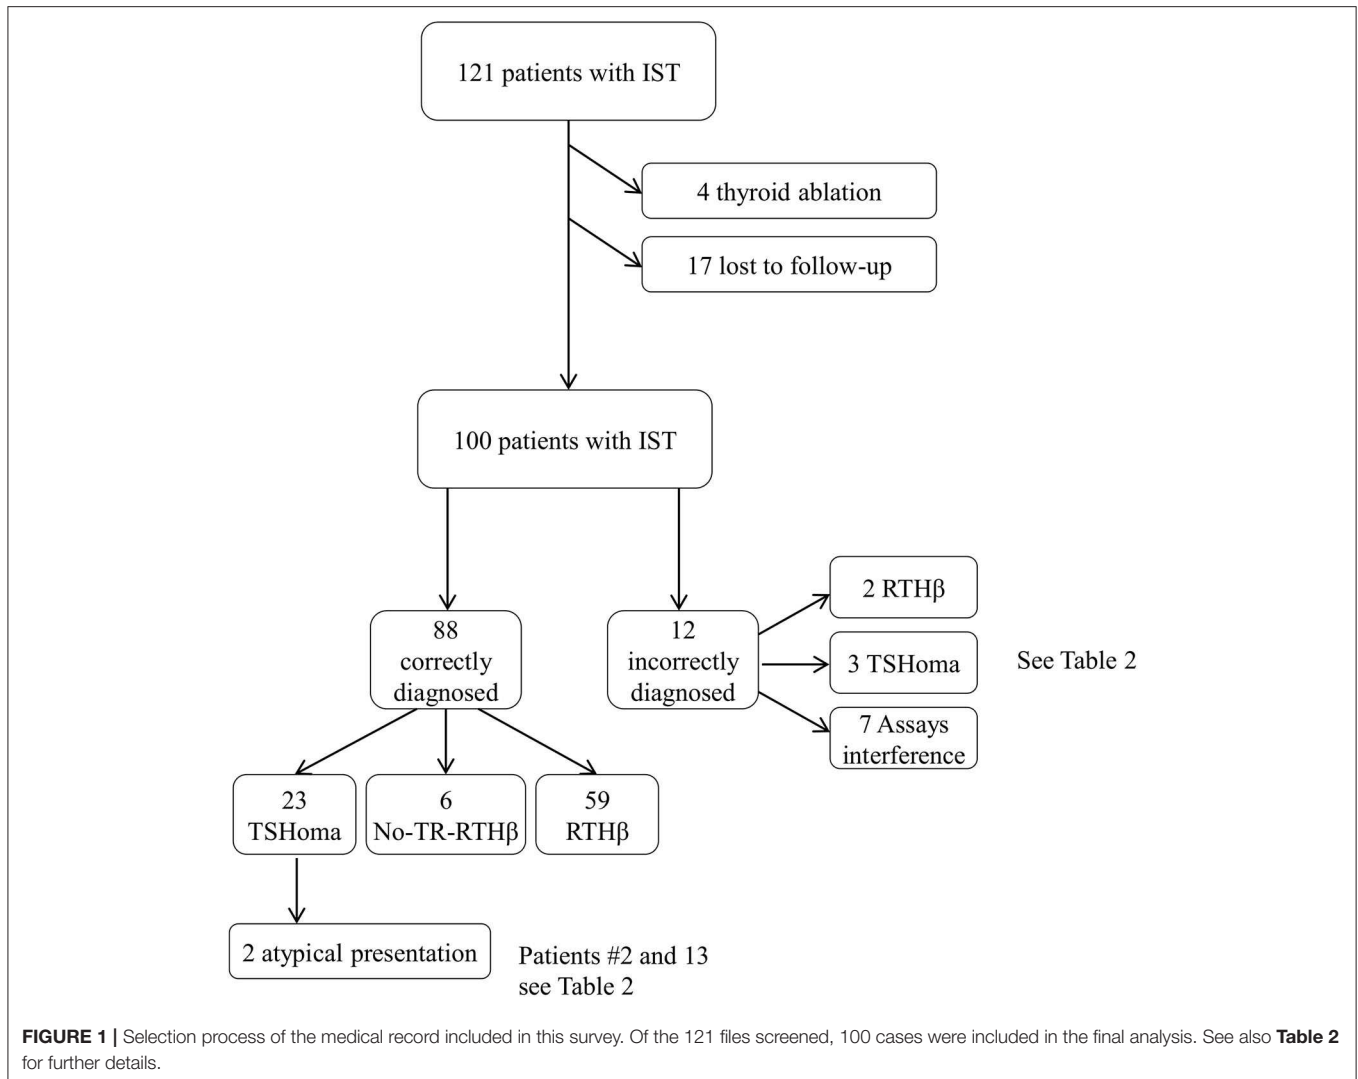 121 patients with IST
4 thyroid ablation
17 lost to follow-up
100 patients with IST
88
correctly
diagnosed
12
incorrectly
diagnosed
2 RTHβ
3 TSHoma
7 Assays
interference
See Table 2
23
TSHoma
6
No-TR-RTHβ
59
RTHβ
2 atypical presentation
Patients #2 and 13
see Table 2
FIGURE 1 | Selection process of the medical record included in this survey. Of the 121 files screened, 100 cases were included in the final analysis. See also Table 2
for further details.